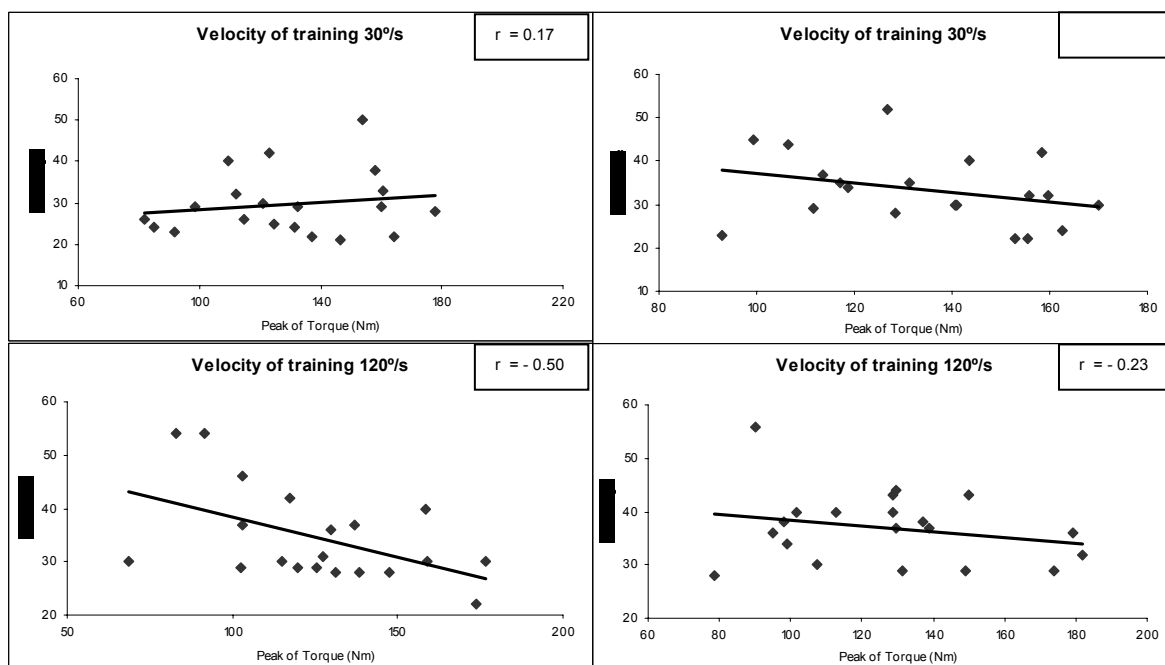 Velocity of training 30º/s
r = 0.17
60
50
40
30
20
10
60 100 140 180 220
Peak of Torque (Nm)
Velocity of training 30º/s
60
50
40
30
20
10
80 100 120 140 160 180
Peak of Torque (Nm)
Velocity of training 120º/s
r = - 0.50
60
50
40
30
20
50 100 150 200
Peak of Torque (Nm)
Velocity of training 120º/s
r = - 0.23
60
50
40
30
20
60 80 100 120 140 160 180 200
Peak of Torque (Nm)